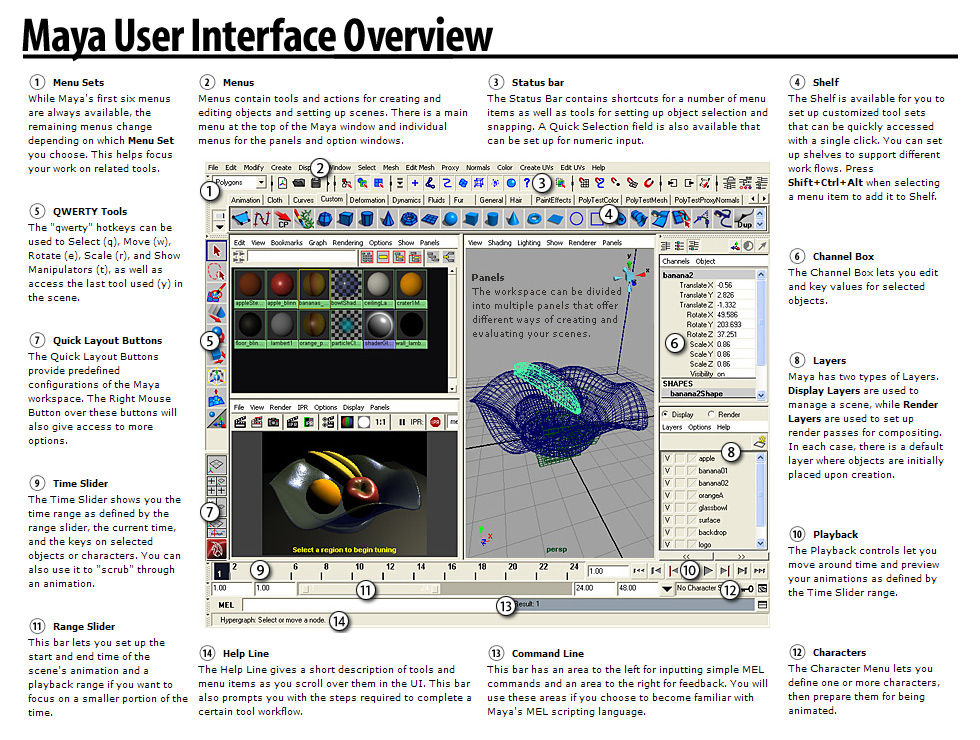 Maya User Interface Overview
1 Menu Sets
While Maya's first six menus
are always available, the
remaining menus change
depending on which Menu Set
you choose. This helps focus
your work on related tools.
2 Menus
Menus contain tools and actions for creating and
editing objects and setting up scenes. There is a main
menu at the top of the Maya window and individual
menus for the panels and option windows.
3 Status bar
The Status Bar contains shortcuts for a number of menu
items as well as tools for setting up object selection and
snapping. A Quick Selection field is also available that
can be set up for numeric input.
4 Shelf
The Shelf is available for you to
set up customized tool sets
that can be quickly accessed
with a single click. You can set
up shelves to support different
work flows. Press
Shift+Ctrl+Alt when selecting
a menu item to add it to Shelf.
5 QWERTY Tools
The "qwerty" hotkeys can be
used to Select (q), Move (w),
Rotate (e), Scale (r), and Show
Manipulators (t), as well as
access the last tool used (y) in
the scene.
6 Channel Box
The Channel Box lets you edit
and key values for selected
objects.
7 Quick Layout Buttons
The Quick Layout Buttons
provide predefined
configurations of the Maya
workspace. The Right Mouse
Button over these buttons will
also give access to more
options.
8 Layers
Maya has two types of Layers.
Display Layers are used to
manage a scene, while Render
Layers are used to set up
render passes for compositing.
In each case, there is a default
layer where objects are initially
placed upon creation.
9 Time Slider
The Time Slider shows you the
time range as defined by the
range slider, the current time,
and the keys on selected
objects or characters. You can
also use it to "scrub" through
an animation.
10 Playback
The Playback controls let you
move around time and preview
your animations as defined by
the Time Slider range.
11 Range Slider
This bar lets you set up the
start and end time of the
scene's animation and a
playback range if you want to
focus on a smaller portion of the
time.
14 Help Line
The Help Line gives a short description of tools and
menu items as you scroll over them in the UI. This bar
also prompts you with the steps required to complete a
certain tool workflow.
13 Command Line
This bar has an area to the left for inputting simple MEL
commands and an area to the right for feedback. You will
use these areas if you choose to become familiar with
Maya's MEL scripting language.
12 Characters
The Character Menu lets you
define one or more characters,
then prepare them for being
animated.
File Edit Modify Create Disp 2 Window Select Mesh Edit Mesh Proxy Normals Color Create UVs Edit UVs Help
1 Polygons 3
Animation Cloth Curves Custom Deformation Dynamics Fluids Fur General Hair PaintEffects PolyTestColor PolyTestMesh PolyTestProxyNormals
CP 4 Dup
Edit View Bookmarks Graph Rendering Options Show Panels
appleSte... apple_blinn bananas_ bowlShad... ceilingLa... crater1M...
floor_blin... lambert1 orange_p... particleCl... shaderGl... wall_lamb...
5
File View Render IPR Options Display Panels
1:1 IPR: me
Select a region to begin tuning
View Shading Lighting Show Renderer Panels
Panels
The workspace can be divided
into multiple panels that offer
different ways of creating and
evaluating your scenes.
persp
Channels Object
banana2
Translate X -0.56
Translate Y 2.826
Translate Z -1.332
Rotate X 49.586
Rotate Y 203.693
Rotate Z 37.251
6 Scale X 0.86
Scale Y 0.86
Scale Z 0.86
Visibility on
SHAPES
banana2Shape
Display Render
Layers Options Help
8
V apple
V banana01
V banana02
V orangeA
V glassbowl
V surface
V backdrop
V logo
7
1 2 9 4 6 8 10 12 14 16 18 20 22 24 1.00 10
1.00 1.00 11 24.00 48.00 No Character S 12
MEL 13 Result: 1
Hypergraph: Select or move a node. 14